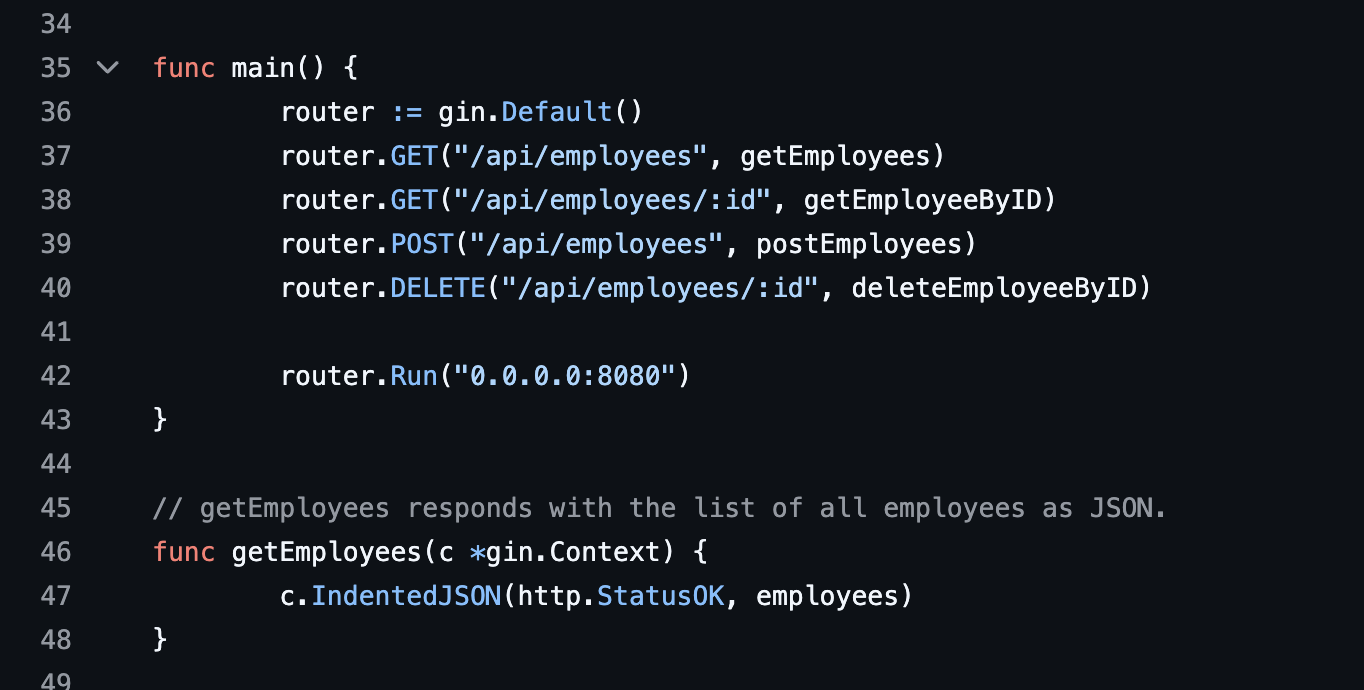 34
35 func main() {
36 router := gin.Default()
37 router.GET("/api/employees", getEmployees)
38 router.GET("/api/employees/:id", getEmployeeByID)
39 router.POST("/api/employees", postEmployees)
40 router.DELETE("/api/employees/:id", deleteEmployeeByID)
41
42 router.Run("0.0.0.0:8080")
43 }
44
45 // getEmployees responds with the list of all employees as JSON.
46 func getEmployees(c *gin.Context) {
47 c.IndentedJSON(http.StatusOK, employees)
48 }
49